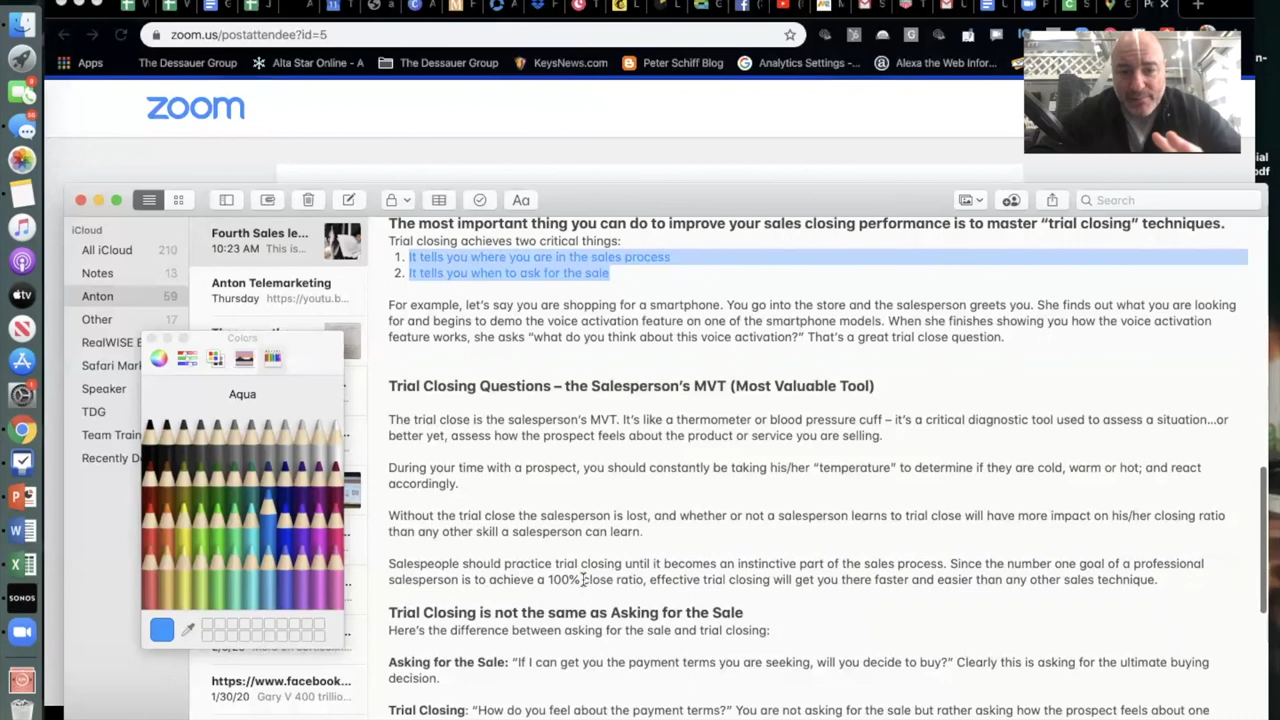 zoom.us/postattendee?id=5
Apps
The Dessauer Group
Alta Star Online - A
The Dessauer Group
KeysNews.com
Peter Schiff Blog
Analytics Settings -...
Alexa the Web Infor...
zoom
Aa
Search
iCloud
All iCloud 210
Notes 13
Anton 59
Other 17
RealWISE E
Safari Mark
Speaker
TDG
Team Train
Recently De
Fourth Sales le...
10:23 AM This is...
Anton Telemarketing
Thursday https://youtu.b...
https://www.facebook...
1/30/20 Gary V 400 trillio...
Colors
Aqua
The most important thing you can do to improve your sales closing performance is to master “trial closing” techniques.
Trial closing achieves two critical things:
1. It tells you where you are in the sales process
2. It tells you when to ask for the sale
For example, let’s say you are shopping for a smartphone. You go into the store and the salesperson greets you. She finds out what you are looking
for and begins to demo the voice activation feature on one of the smartphone models. When she finishes showing you how the voice activation
feature works, she asks “what do you think about this voice activation?” That’s a great trial close question.
Trial Closing Questions – the Salesperson’s MVT (Most Valuable Tool)
The trial close is the salesperson’s MVT. It’s like a thermometer or blood pressure cuff – it’s a critical diagnostic tool used to assess a situation...or
better yet, assess how the prospect feels about the product or service you are selling.
During your time with a prospect, you should constantly be taking his/her “temperature” to determine if they are cold, warm or hot; and react
accordingly.
Without the trial close the salesperson is lost, and whether or not a salesperson learns to trial close will have more impact on his/her closing ratio
than any other skill a salesperson can learn.
Salespeople should practice trial closing until it becomes an instinctive part of the sales process. Since the number one goal of a professional
salesperson is to achieve a 100% close ratio, effective trial closing will get you there faster and easier than any other sales technique.
Trial Closing is not the same as Asking for the Sale
Here’s the difference between asking for the sale and trial closing:
Asking for the Sale: “If I can get you the payment terms you are seeking, will you decide to buy?” Clearly this is asking for the ultimate buying
decision.
Trial Closing: “How do you feel about the payment terms?” You are not asking for the sale but rather asking how the prospect feels about one